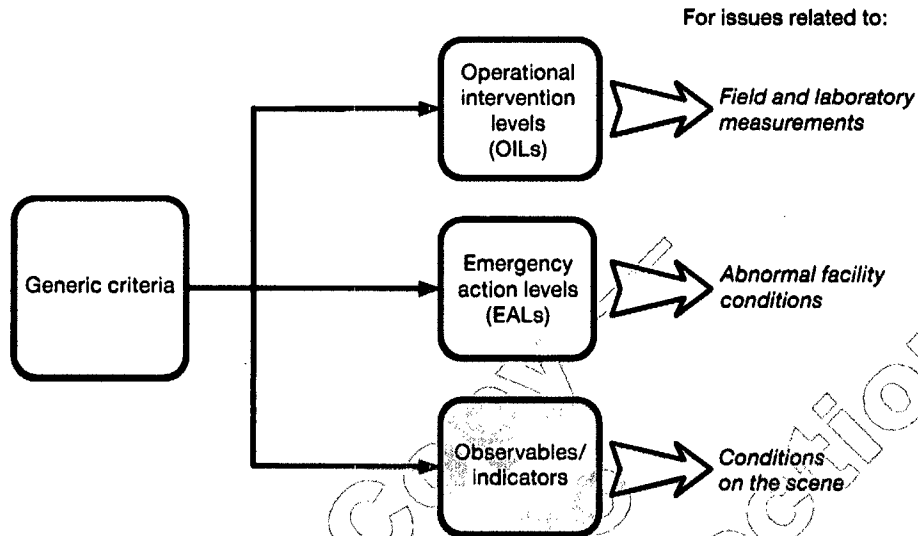 For issues related to:
Operational
intervention
levels
(OILs)
Field and laboratory
measurements
Generic criteria
Emergency
action levels
(EALs)
Abnormal facility
conditions
Observables/
indicators
Conditions
on the scene